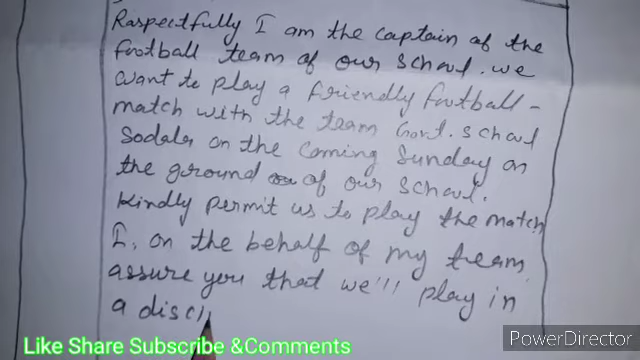 Raspectfully I am the captain of the
football team of our school. we
want to play a friendly football-
match with the team Govt. school
Sodala on the coming Sunday on
the ground of our school.
kindly permit us to play the match
I, on the behalf of my team
assure you that we'll play in
a disci
Like Share Subscribe &Comments
PowerDirector